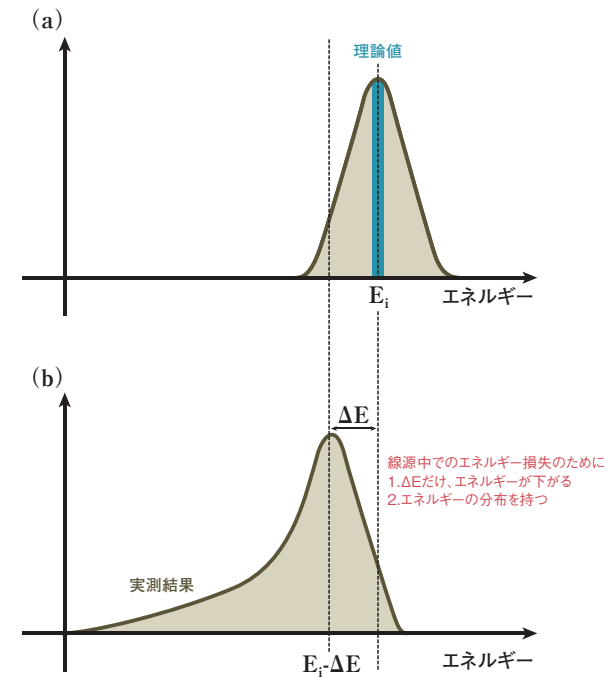 (a)
理論値
Ei
エネルギー
(b)
ΔE
線源中でのエネルギー損失のために
1.ΔEだけ、エネルギーが下がる
2.エネルギーの分布を持つ
実測結果
Ei-ΔE
エネルギー